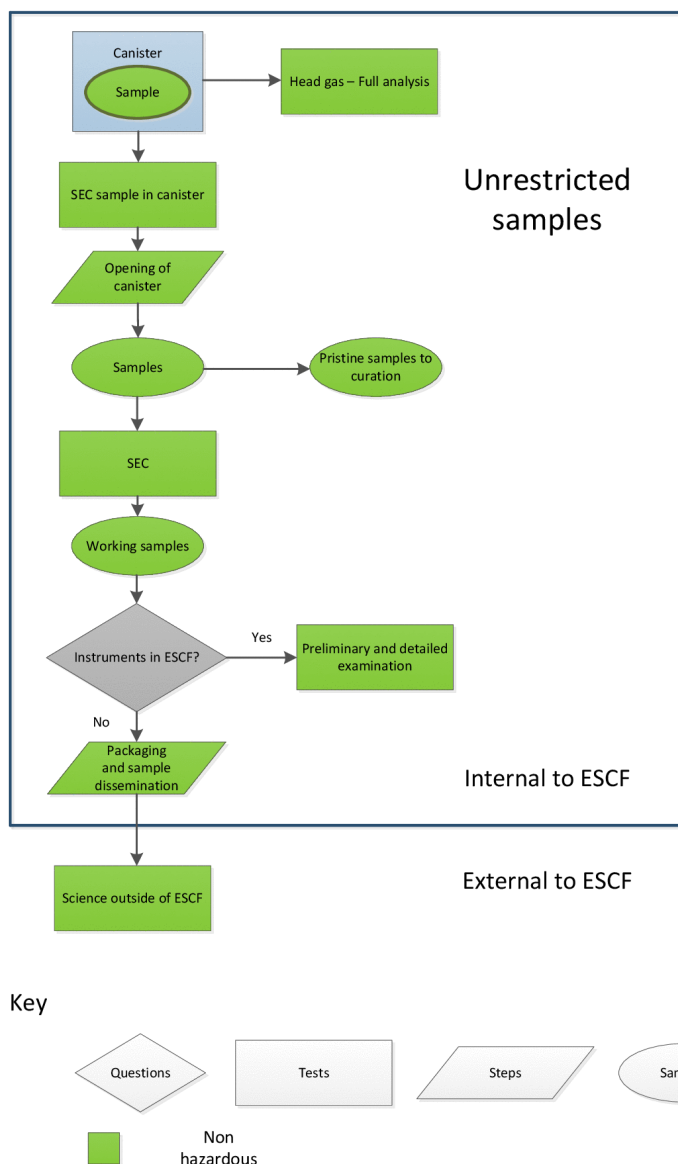 Canister
Sample
Head gas – Full analysis
Unrestricted
samples
SEC sample in canister
Opening of
canister
Samples
Pristine samples to
curation
SEC
Working samples
Instruments in ESCF?
Yes
Preliminary and detailed
examination
No
Packaging
and sample
dissemination
Internal to ESCF
Science outside of ESCF
External to ESCF
Key
Questions
Tests
Steps
Non
hazardous